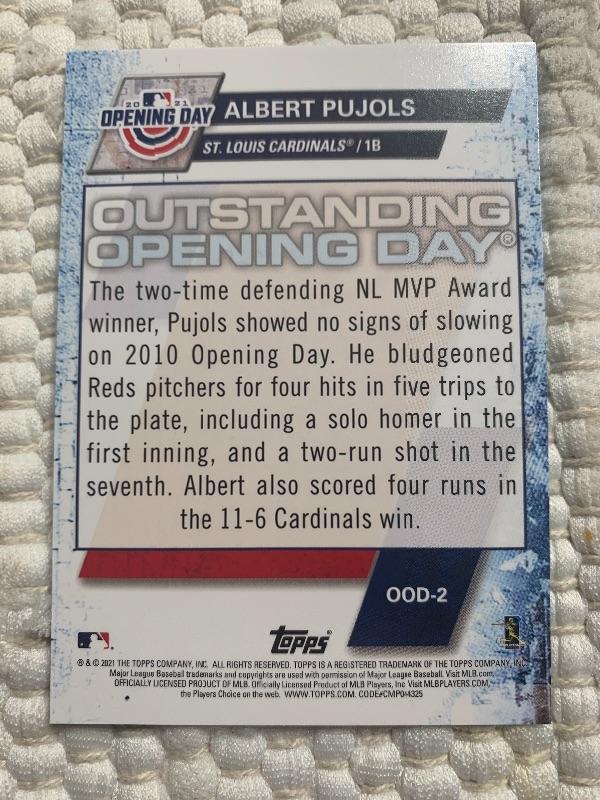 2021
OPENING DAY
ALBERT PUJOLS
ST. LOUIS CARDINALS® / 1B
OUTSTANDING
OPENING DAY®
The two-time defending NL MVP Award
winner, Pujols showed no signs of slowing
on 2010 Opening Day. He bludgeoned
Reds pitchers for four hits in five trips to
the plate, including a solo homer in the
first inning, and a two-run shot in the
seventh. Albert also scored four runs in
the 11-6 Cardinals win.
OOD-2
topps®
® & © 2021 THE TOPPS COMPANY, INC. ALL RIGHTS RESERVED. TOPPS IS A REGISTERED TRADEMARK OF THE TOPPS COMPANY, INC.
Major League Baseball trademarks and copyrights are used with permission of Major League Baseball. Visit MLB.com.
OFFICIALLY LICENSED PRODUCT OF MLB. Officially Licensed Product of MLB Players, Inc Visit MLBPLAYERS.COM,
the Players Choice on the web. WWW.TOPPS.COM. CODE#CMP044325